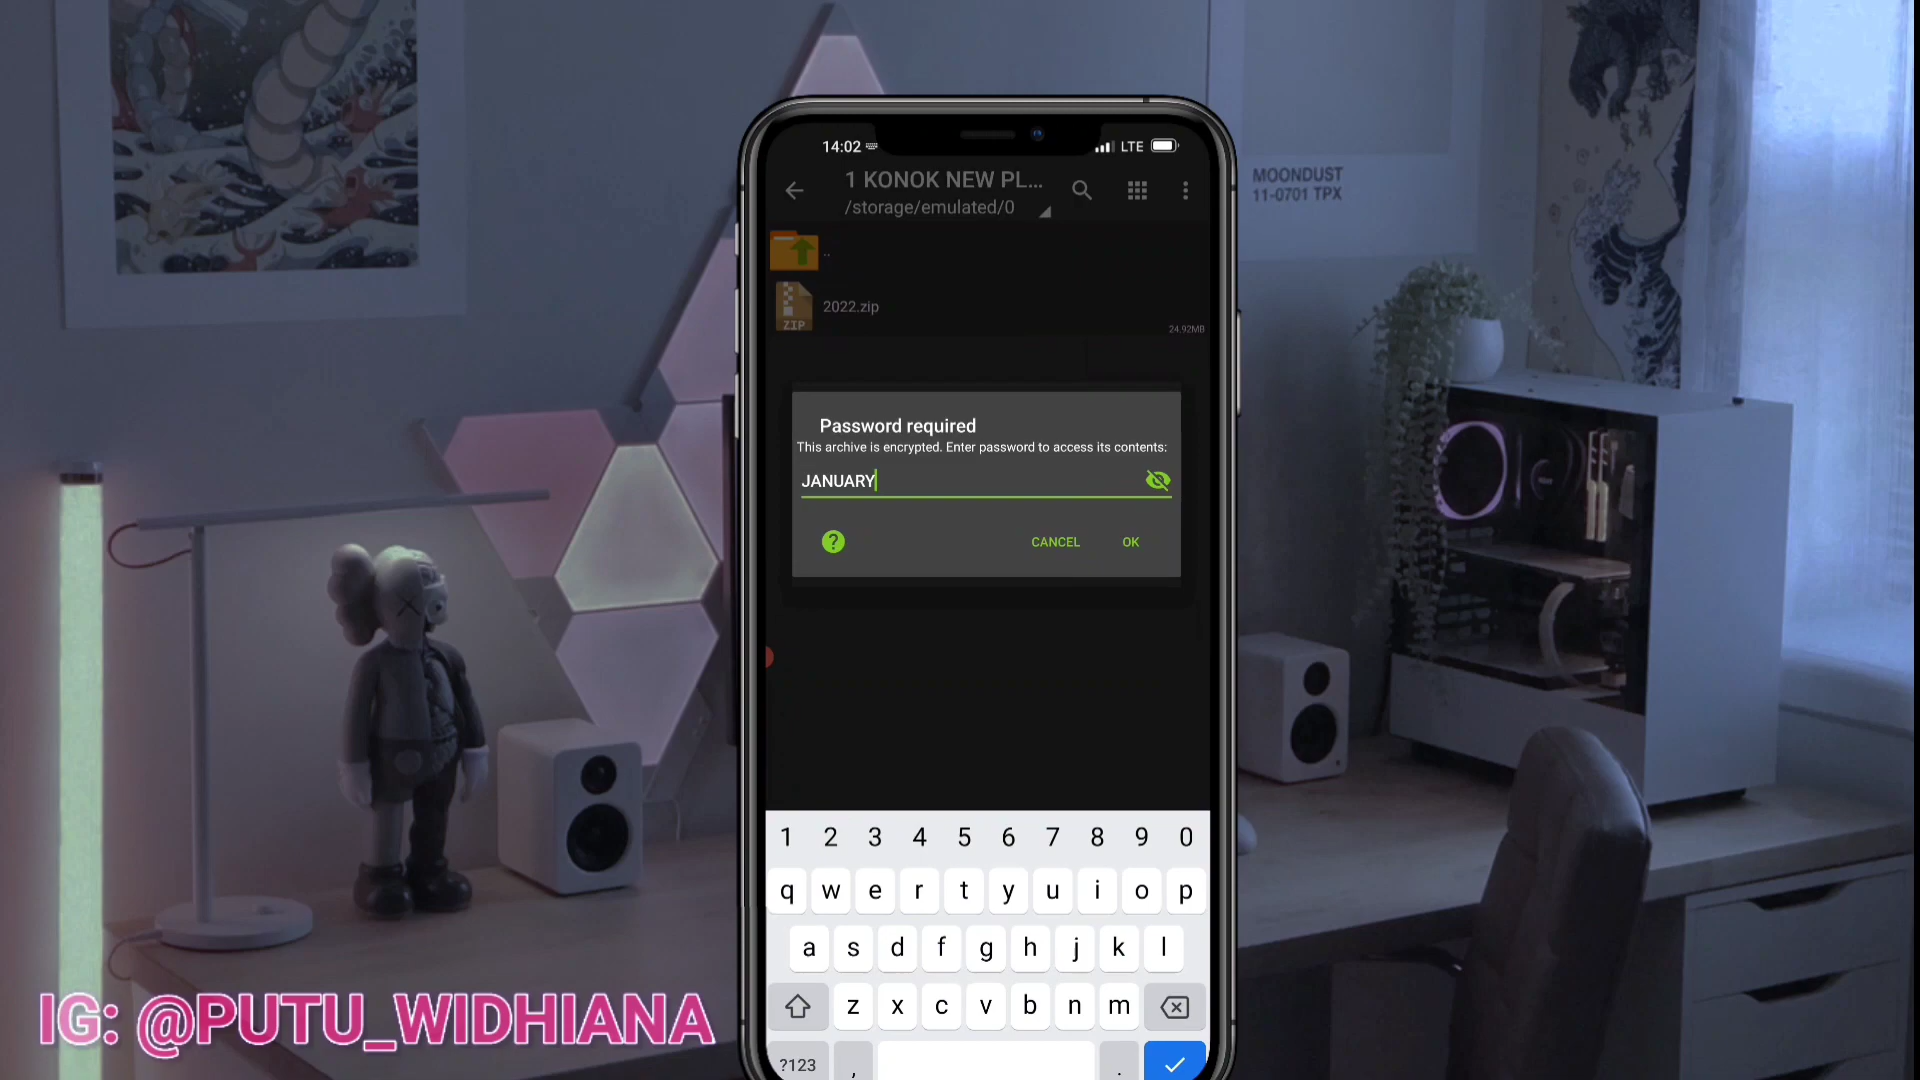 MOONDUST
11-0701 TPX
14:02
LTE
1 KONOK NEW PL...
/storage/emulated/0
..
2022.zip
ZIP
24.92MB
Password required
This archive is encrypted. Enter password to access its contents:
JANUARY
?
CANCEL
OK
1 2 3 4 5 6 7 8 9 0
q w e r t y u i o p
a s d f g h j k l
z x c v b n m
?123 , .
IG: @PUTU_WIDHIANA